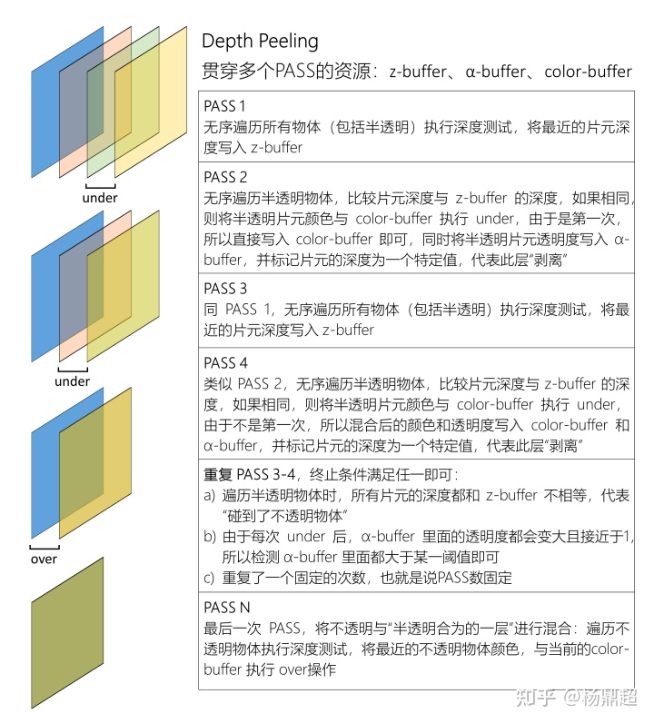 Depth Peeling
贯穿多个PASS的资源：z-buffer、α-buffer、color-buffer
PASS 1
无序遍历所有物体（包括半透明）执行深度测试，将最近的片元深
度写入 z-buffer
PASS 2
无序遍历半透明物体，比较片元深度与 z-buffer 的深度，如果相同，
则将半透明片元颜色与 color-buffer 执行 under，由于是第一次，
所以直接写入 color-buffer 即可，同时将半透明片元透明度写入 α-
buffer，并标记片元的深度为一个特定值，代表此层“剥离”
PASS 3
同 PASS 1，无序遍历所有物体（包括半透明）执行深度测试，将最
近的片元深度写入 z-buffer
PASS 4
类似 PASS 2，无序遍历半透明物体，比较片元深度与 z-buffer 的深
度，如果相同，则将半透明片元颜色与 color-buffer 执行 under，
由于不是第一次，所以混合后的颜色和透明度写入 color-buffer 和
α-buffer，并标记片元的深度为一个特定值，代表此层“剥离”
重复 PASS 3-4，终止条件满足任一即可：
a) 遍历半透明物体时，所有片元的深度都和 z-buffer 不相等，代表
“碰到了不透明物体”
b) 由于每次 under 后，α-buffer 里面的透明度都会变大且接近于1，
所以检测 α-buffer 里面都大于某一阈值即可
c) 重复了一个固定的次数，也就是说PASS数固定
PASS N
最后一次 PASS，将不透明与“半透明合为的一层”进行混合：遍历不
透明物体执行深度测试，将最近的不透明物体颜色，与当前的color-
buffer 执行 over操作
under
under
over
知乎 @杨鼎超